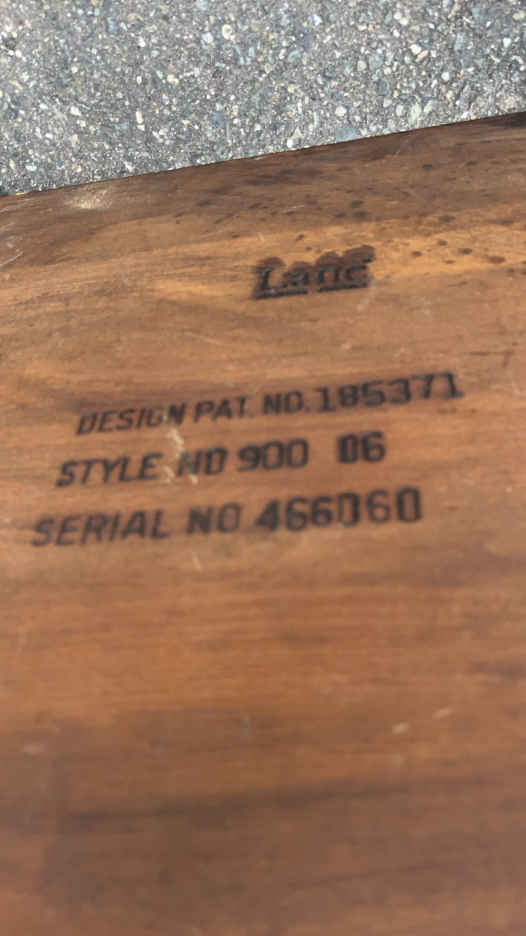 Lane
DESIGN PAT. NO. 185371
STYLE NO 900 06
SERIAL NO 466060